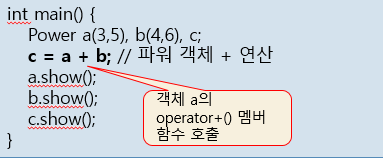 int main() {
Power a(3,5), b(4,6), c;
c = a + b; // 파워 객체 + 연산
a.show();
b.show();
c.show();
}
객체 a의
operator+() 멤버
함수 호출